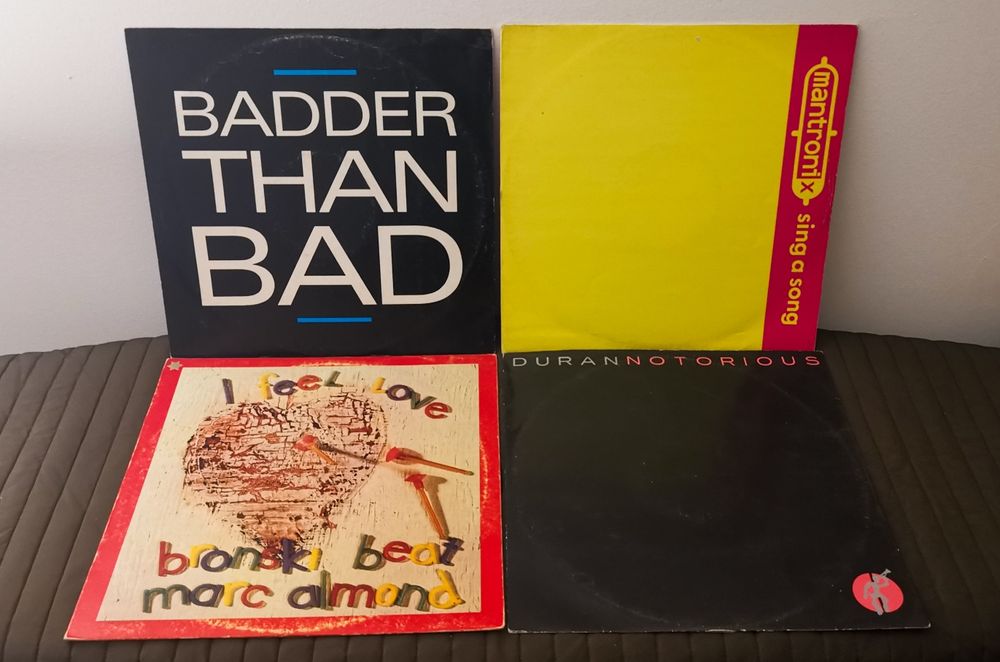 BADDER
THAN
BAD
mantronix sing a song
I feel love
bronski beat
marc almond
DURANNOTORIOUS